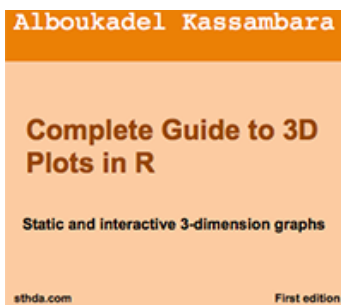 Alboukadel Kassambara
Complete Guide to 3D
Plots in R
Static and interactive 3-dimension graphs
sthda.com First edition